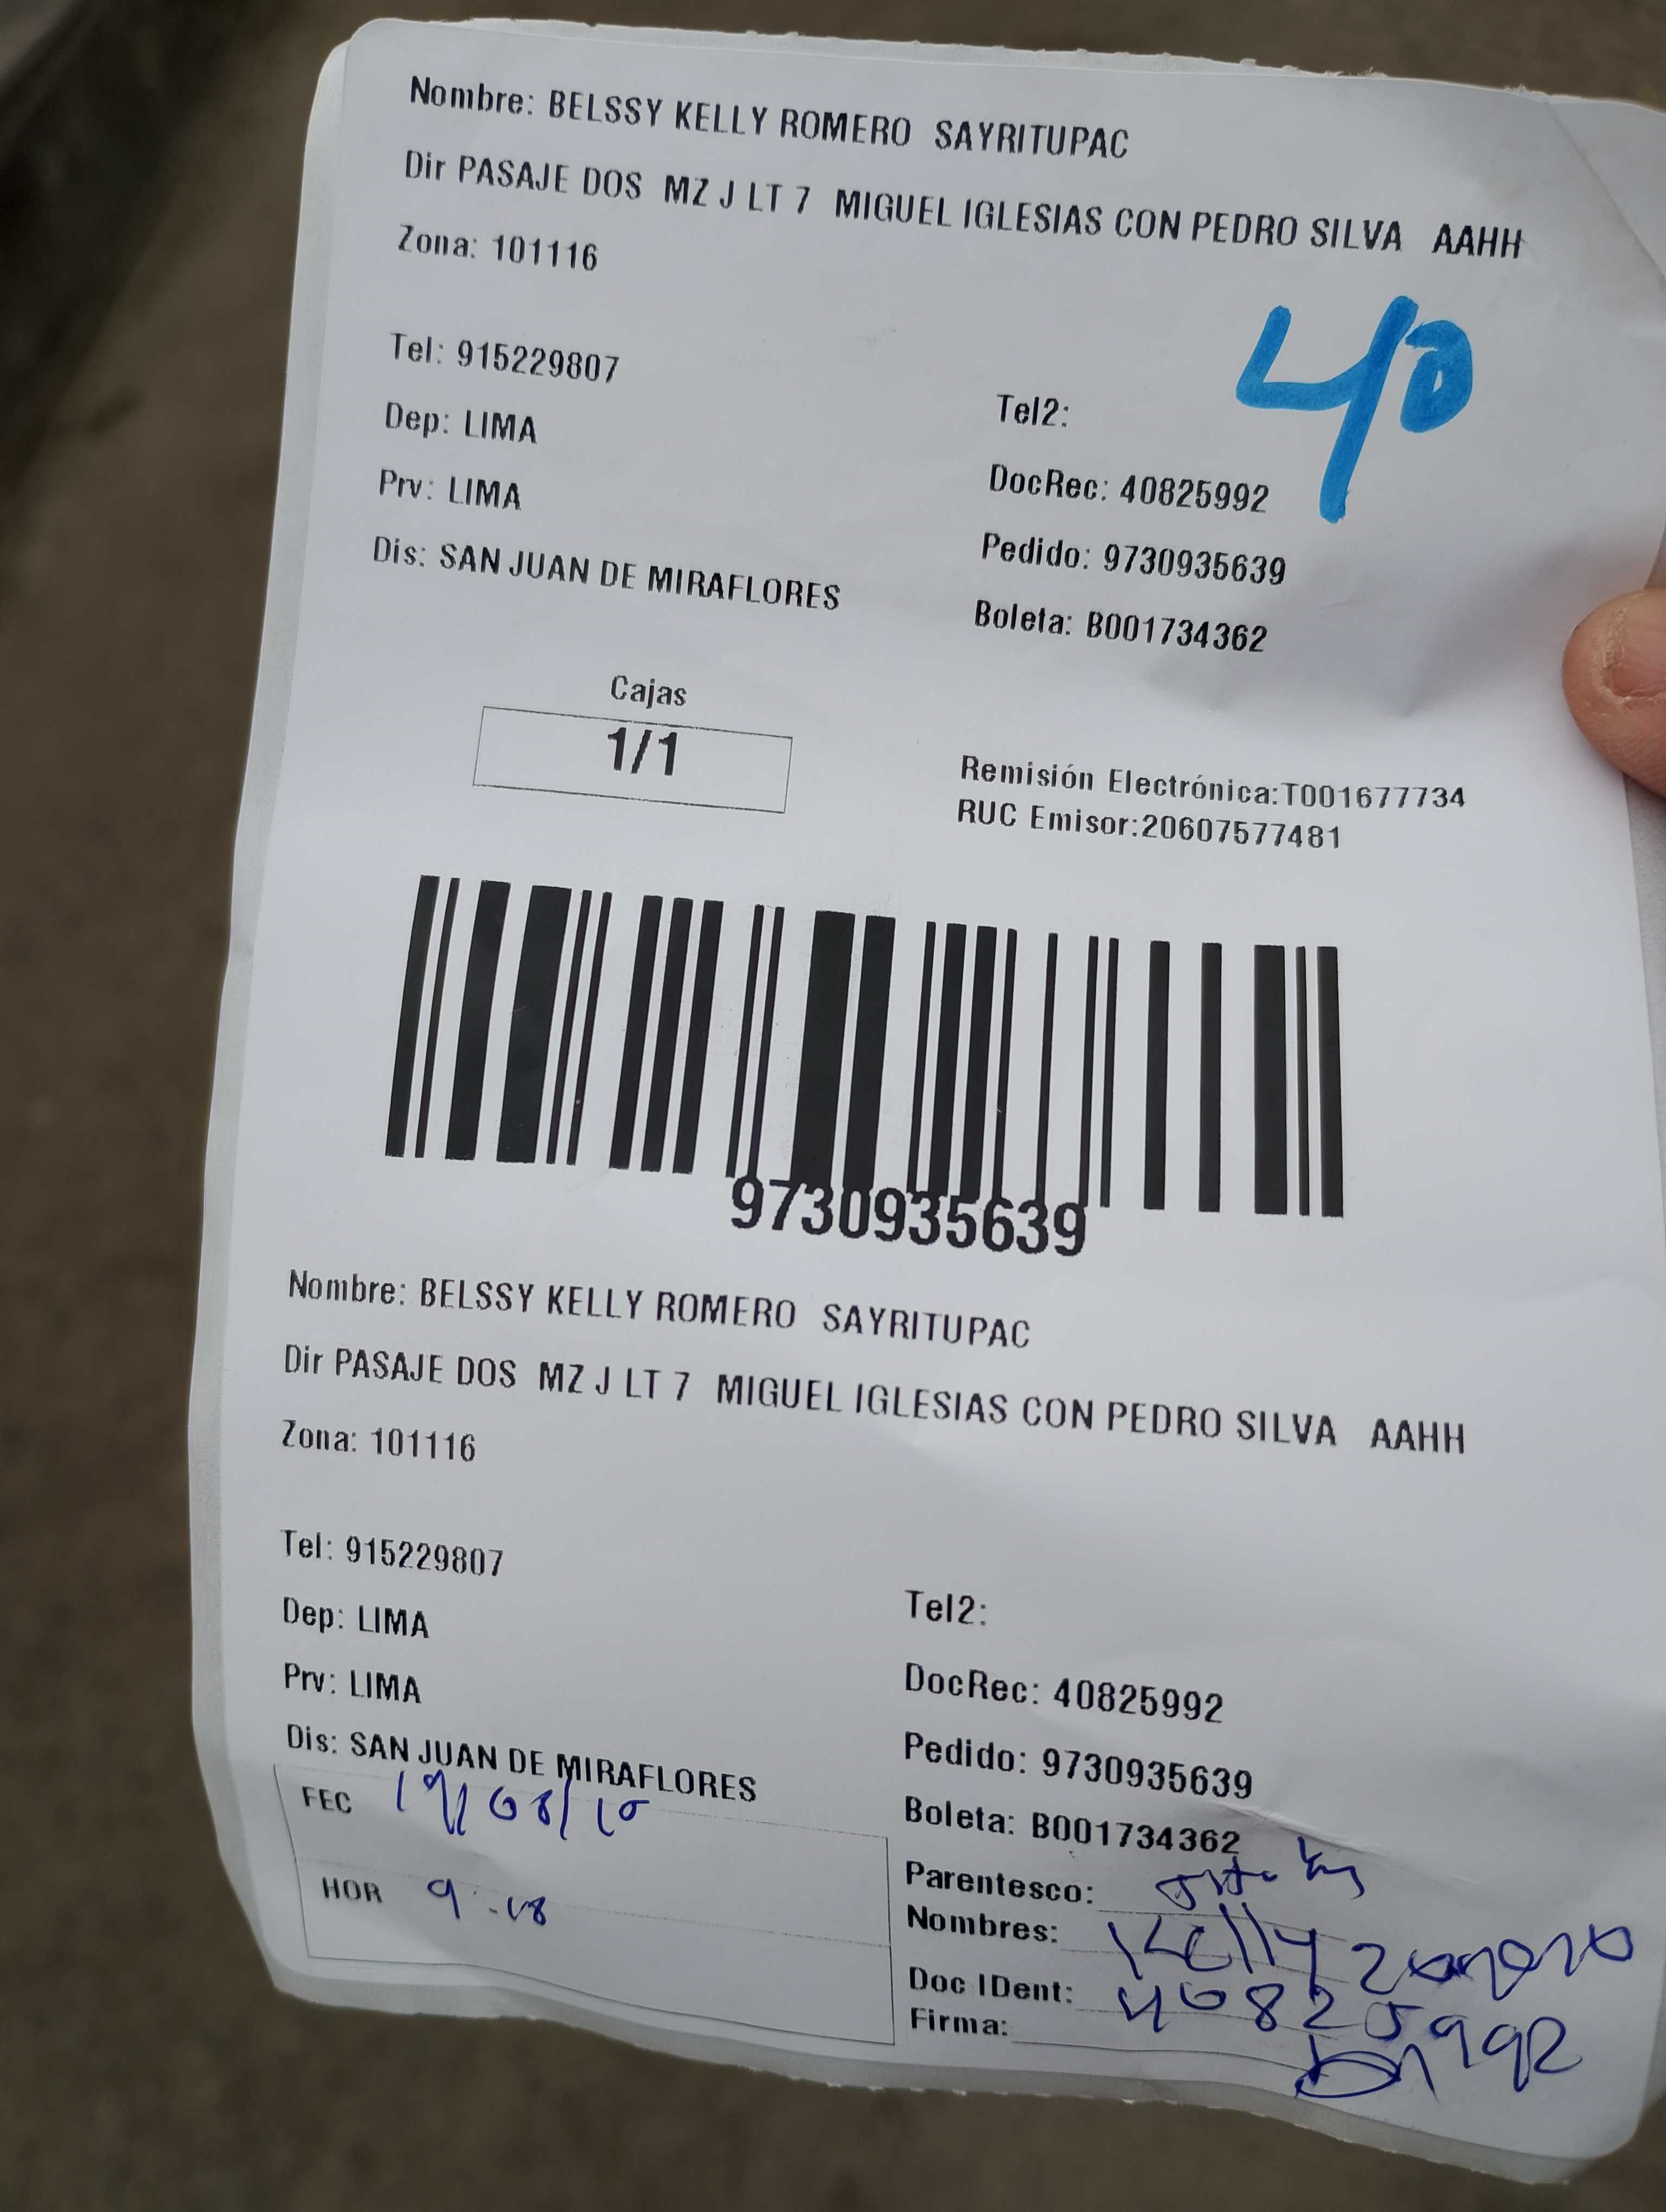 Nombre: BELSSY KELLY ROMERO SAYRITUPAC
Dir PASAJE DOS MZ J LT 7 MIGUEL IGLESIAS CON PEDRO SILVA AAHH
Zona: 101116
40
Tel: 915229807
Tel2:
Dep: LIMA
DocRec: 40825992
Prv: LIMA
Pedido: 9730935639
Dis: SAN JUAN DE MIRAFLORES
Boleta: B001734362
Cajas
1/1
Remisión Electrónica:T001677734
RUC Emisor:20607577481
9730935639
Nombre: BELSSY KELLY ROMERO SAYRITUPAC
Dir PASAJE DOS MZ J LT 7 MIGUEL IGLESIAS CON PEDRO SILVA AAHH
Zona: 101116
Tel: 915229807
Tel2:
Dep: LIMA
DocRec: 40825992
Prv: LIMA
Pedido: 9730935639
Dis: SAN JUAN DE MIRAFLORES
Boleta: B001734362
FEC
Parentesco:
Nombres: Kelly
HOR
Doc IDent: 40825992
Firma: